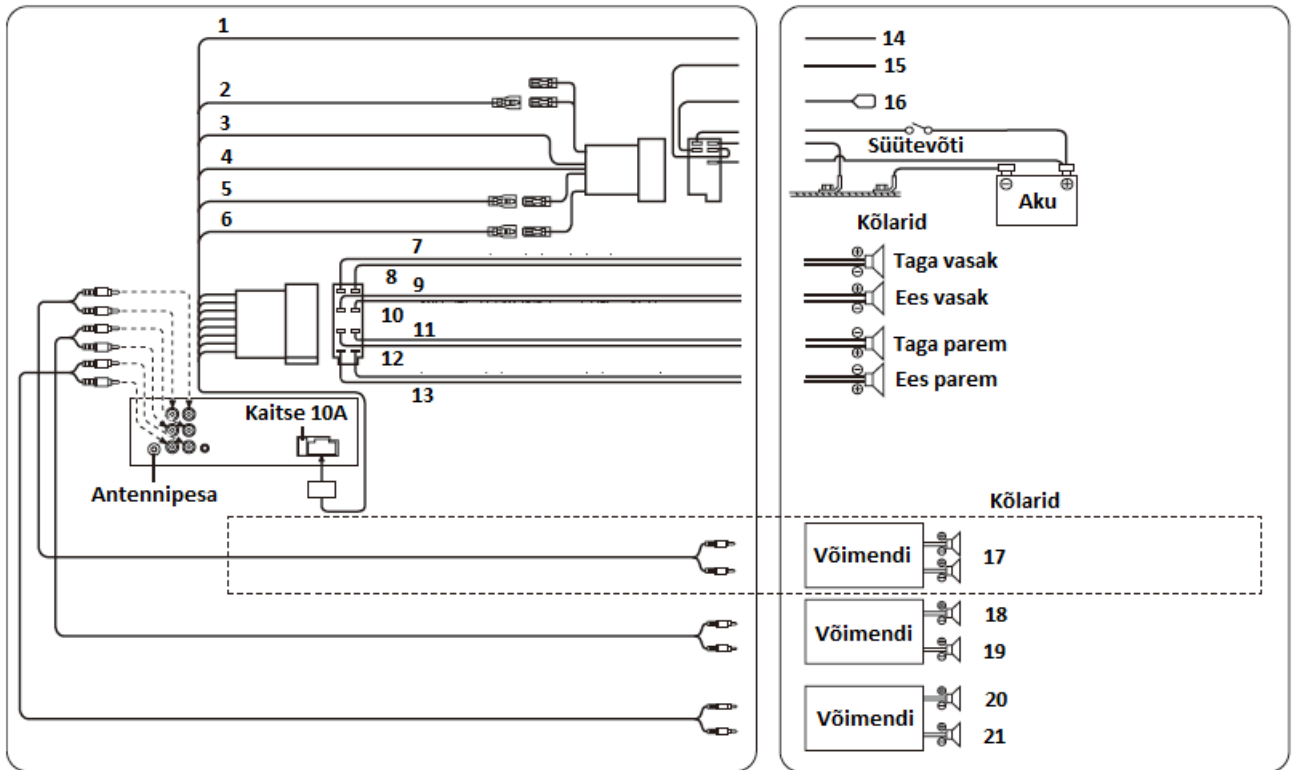 1
2
3
4
5
6
7
8
9
10
11
12
13
Kaitse 10A
Antennipesa
14
15
16
Süütevõti
Aku
Kõlarid
Taga vasak
Ees vasak
Taga parem
Ees parem
Kõlarid
Võimendi
17
Võimendi
18
19
Võimendi
20
21